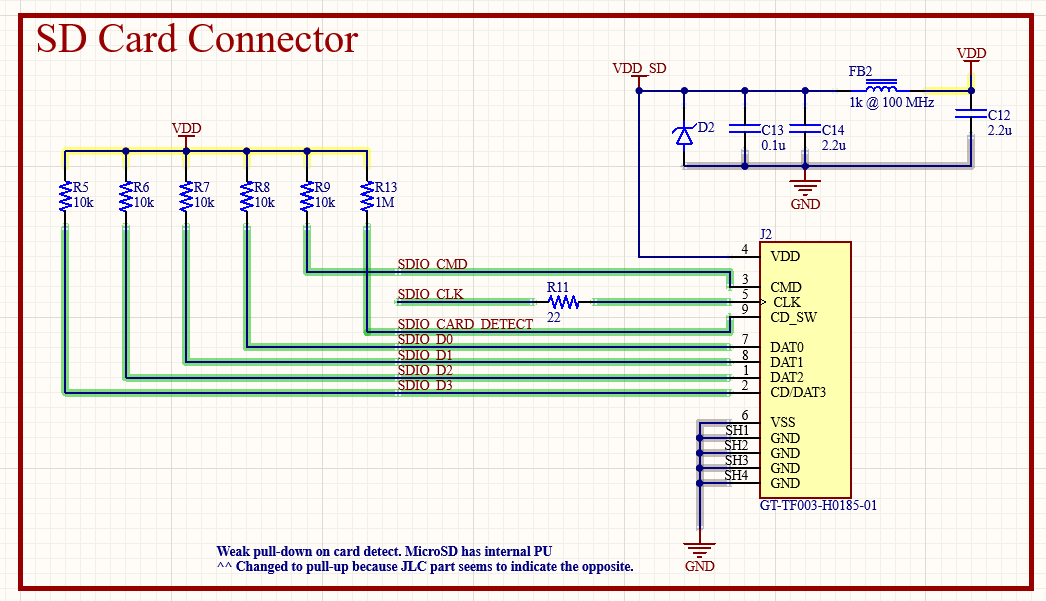 SD Card Connector
VDD
VDD_SD
FB2
1k @ 100 MHz
C12
2.2u
D2
C13
0.1u
C14
2.2u
GND
VDD
R5
10k
R6
10k
R7
10k
R8
10k
R9
10k
R13
1M
J2
4 VDD
SDIO_CMD
3 CMD
SDIO_CLK
R11
22
5 CLK
9 CD_SW
SDIO_CARD_DETECT
SDIO_D0
7 DAT0
SDIO_D1
8 DAT1
SDIO_D2
1 DAT2
SDIO_D3
2 CD/DAT3
6 VSS
SH1 GND
SH2 GND
SH3 GND
SH4 GND
GT-TF003-H0185-01
GND
Weak pull-down on card detect. MicroSD has internal PU
^^ Changed to pull-up because JLC part seems to indicate the opposite.